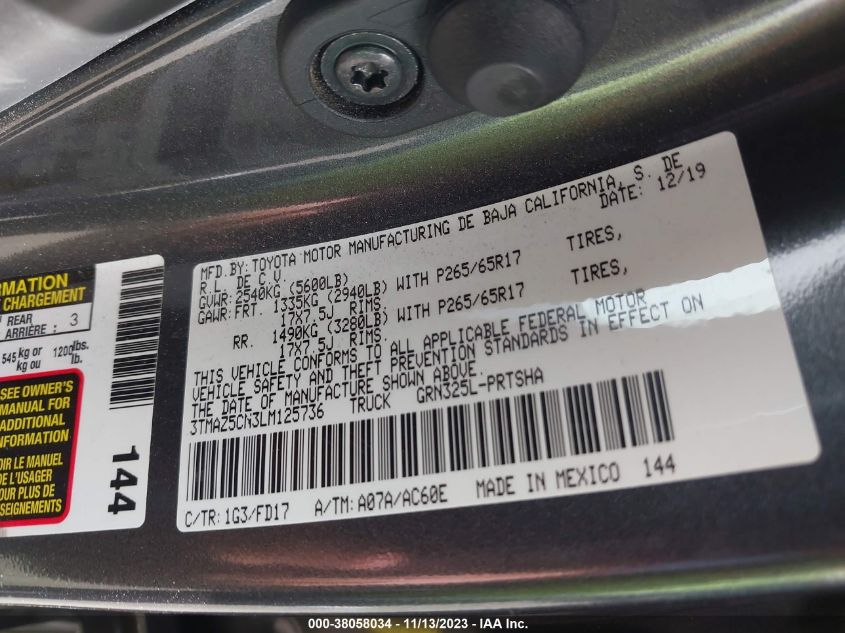 MFD.BY:TOYOTA MOTOR MANUFACTURING DE BAJA CALIFORNIA, S. DE
R.L. DE C.V. DATE: 12/19
GVWR: 2540KG (5600LB)
GAWR:FRT. 1335KG (2940LB) WITH P265/65R17 TIRES,
17X7.5J RIMS
RR. 1490KG (3280LB) WITH P265/65R17 TIRES,
17X7.5J RIMS.
THIS VEHICLE CONFORMS TO ALL APPLICABLE FEDERAL MOTOR
VEHICLE SAFETY AND THEFT PREVENTION STANDARDS IN EFFECT ON
THE DATE OF MANUFACTURE SHOWN ABOVE.
3TMAZ5CN3LM125736 TRUCK GRN325L-PRTSHA
C/TR:1G3/FD17 A/TM:A07A/AC60E MADE IN MEXICO 144
CHARGEMENT
REAR
ARRIÈRE : 3
545 kg or 1200 lbs.
kg ou lb.
SEE OWNER'S
MANUAL FOR
ADDITIONAL
INFORMATION
LE MANUEL
DE L'USAGER
POUR PLUS DE
144
000-38058034 - 11/13/2023 - IAA Inc.